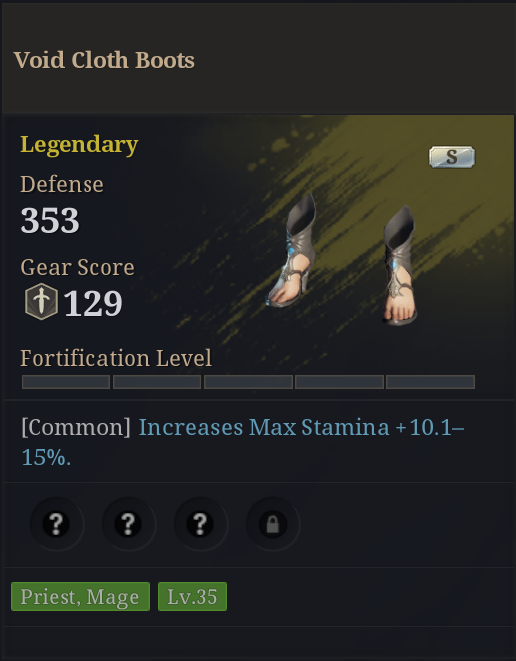 Void Cloth Boots
Legendary
S
Defense
353
Gear Score
129
Fortification Level
[Common] Increases Max Stamina +10.1–
15%.
? ? ?
Priest, Mage Lv.35